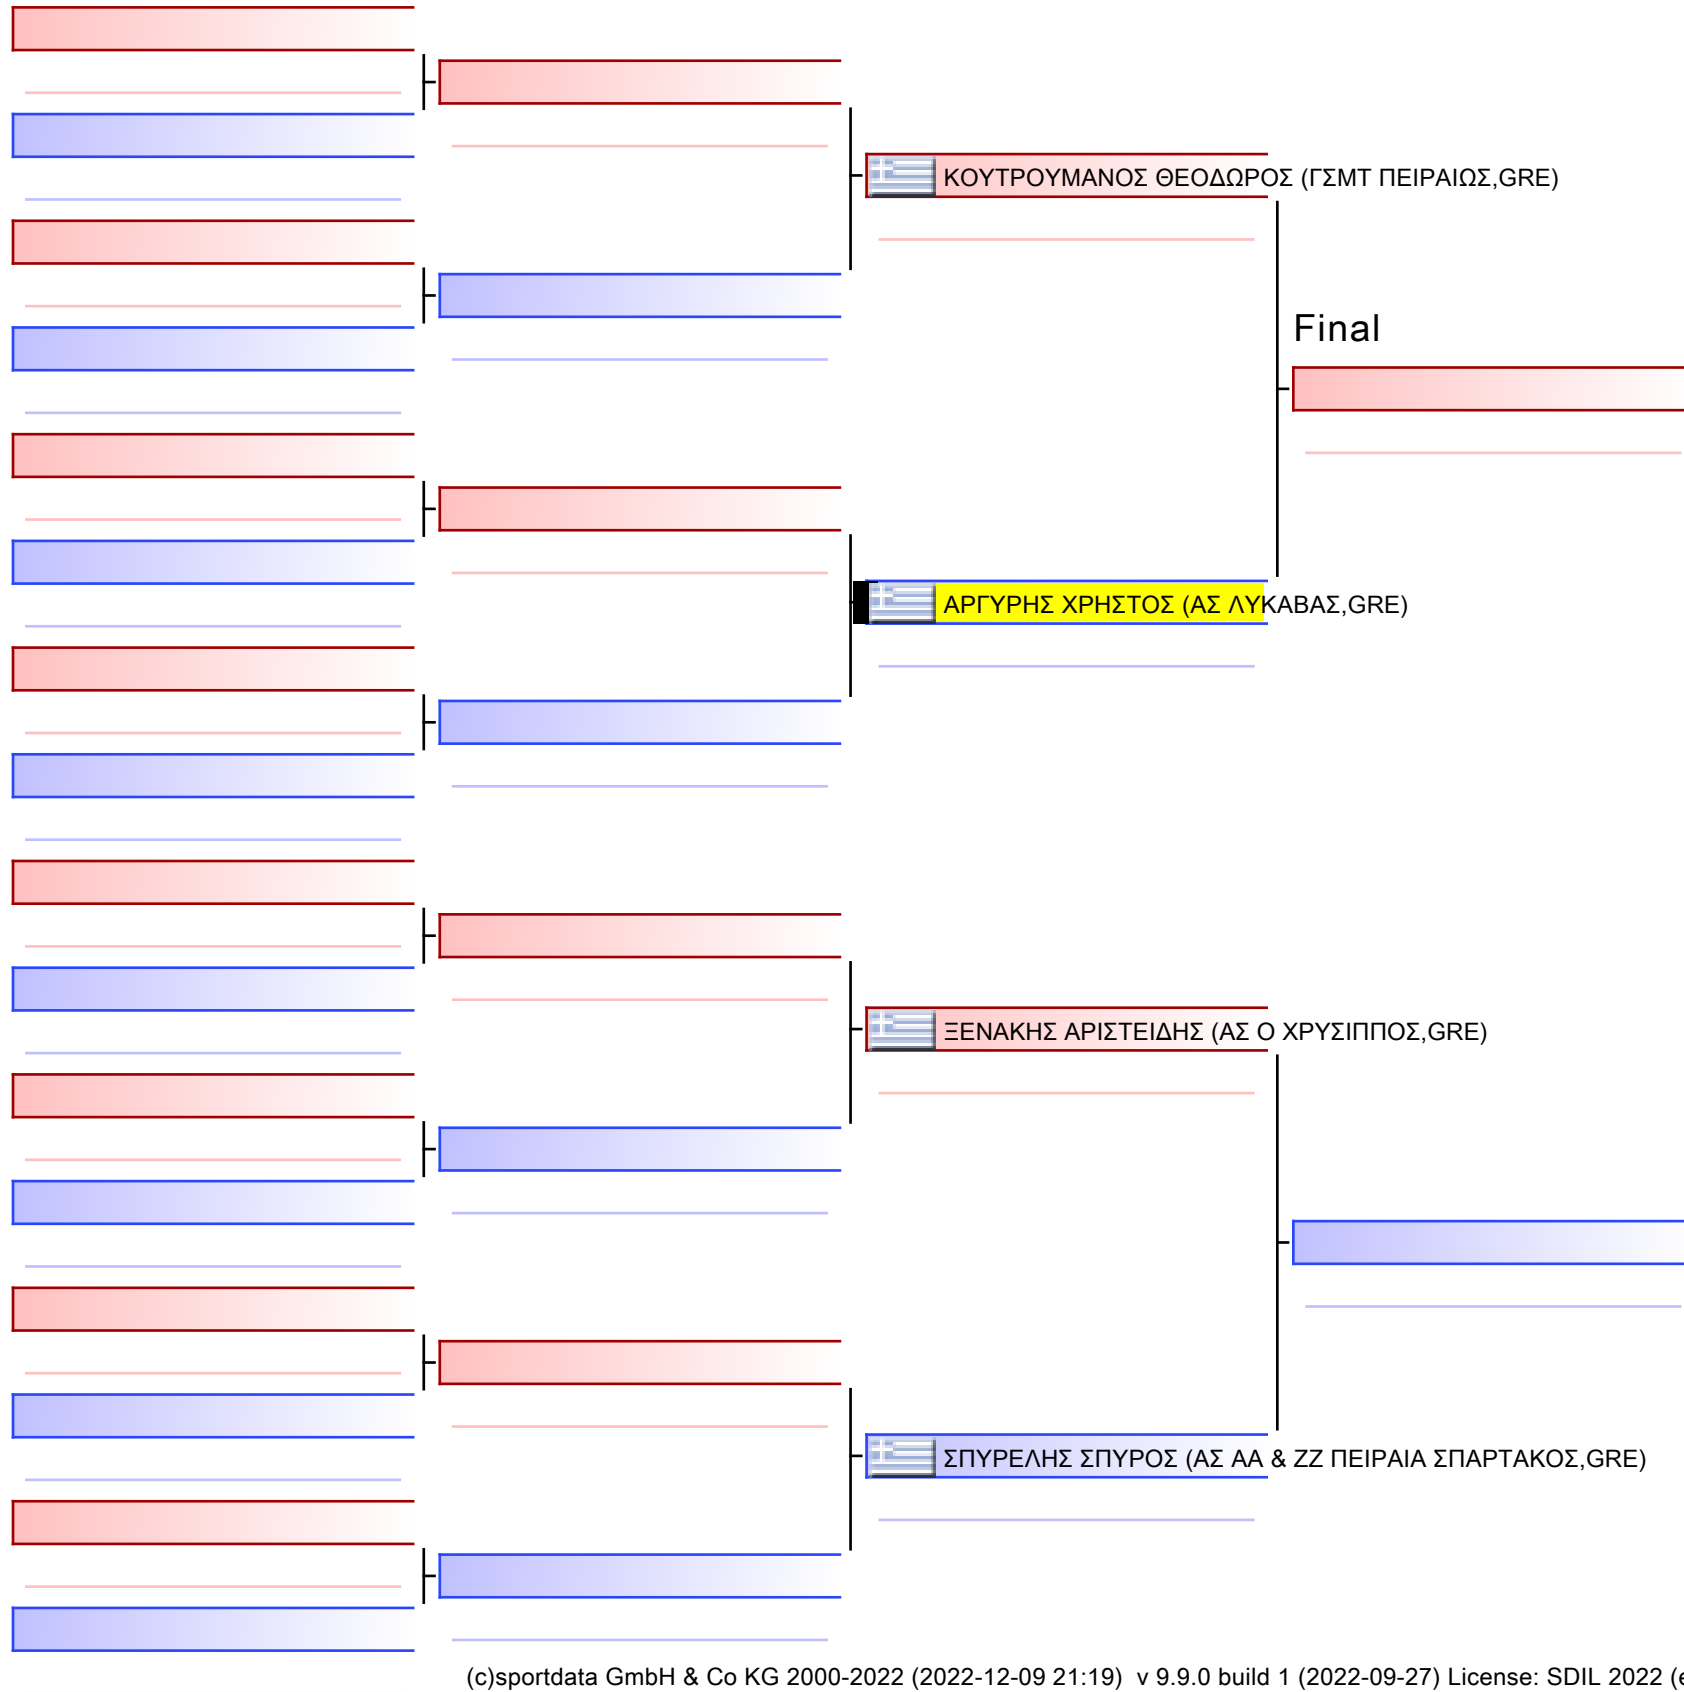 ΚΟΥΤΡΟΥΜΑΝΟΣ ΘΕΟΔΩΡΟΣ (ΓΣΜΤ ΠΕΙΡΑΙΩΣ,GRE)
Final
ΑΡΓΥΡΗΣ ΧΡΗΣΤΟΣ (ΑΣ ΛΥΚΑΒΑΣ,GRE)
ΞΕΝΑΚΗΣ ΑΡΙΣΤΕΙΔΗΣ (ΑΣ Ο ΧΡΥΣΙΠΠΟΣ,GRE)
ΣΠΥΡΕΛΗΣ ΣΠΥΡΟΣ (ΑΣ ΑΑ & ΖΖ ΠΕΙΡΑΙΑ ΣΠΑΡΤΑΚΟΣ,GRE)
(c)sportdata GmbH & Co KG 2000-2022 (2022-12-09 21:19) v 9.9.0 build 1 (2022-09-27) License: SDIL 2022 (